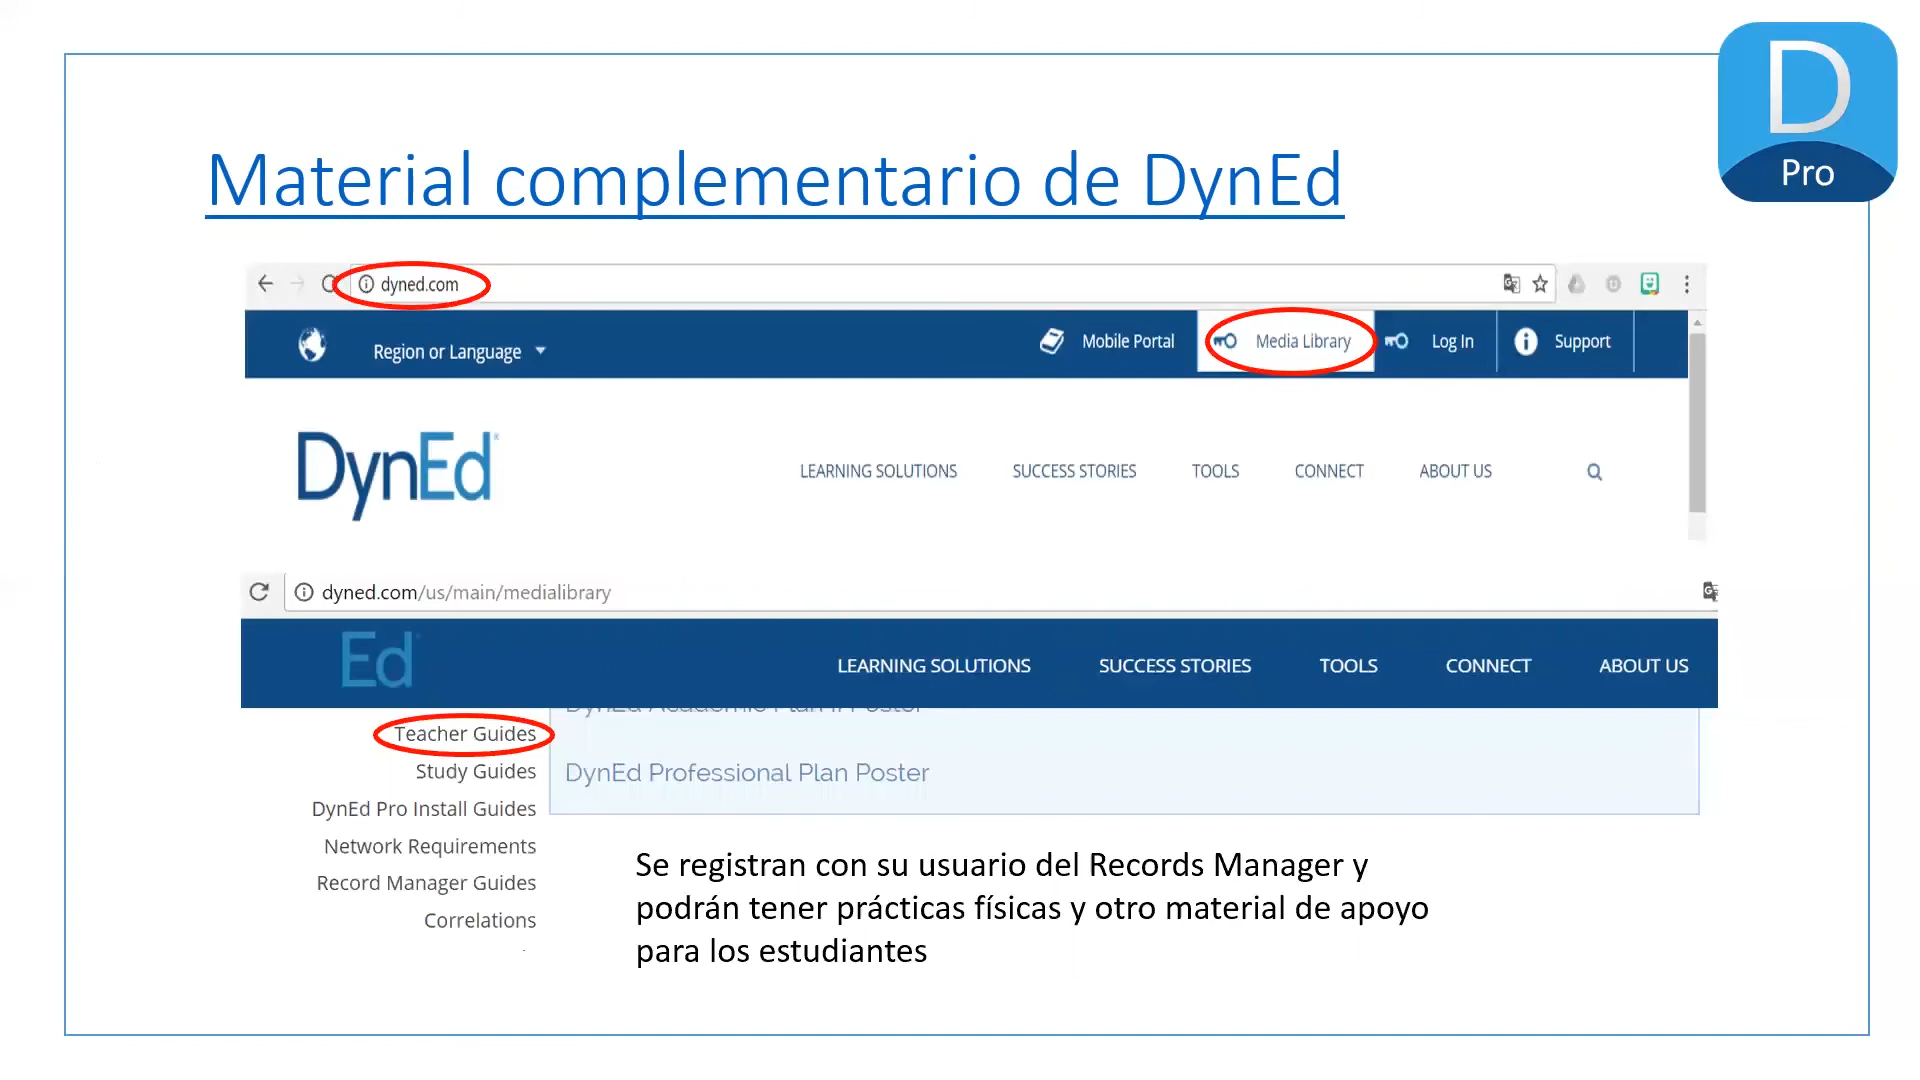 D
Pro
Material complementario de DynEd
dyned.com
Region or Language
Mobile Portal
Media Library
Log In
Support
DynEd
LEARNING SOLUTIONS
SUCCESS STORIES
TOOLS
CONNECT
ABOUT US
dyned.com/us/main/medialibrary
Ed
LEARNING SOLUTIONS
SUCCESS STORIES
TOOLS
CONNECT
ABOUT US
Teacher Guides
Study Guides
DynEd Pro Install Guides
Network Requirements
Record Manager Guides
Correlations
DynEd Professional Plan Poster
Se registran con su usuario del Records Manager y
podrán tener prácticas físicas y otro material de apoyo
para los estudiantes